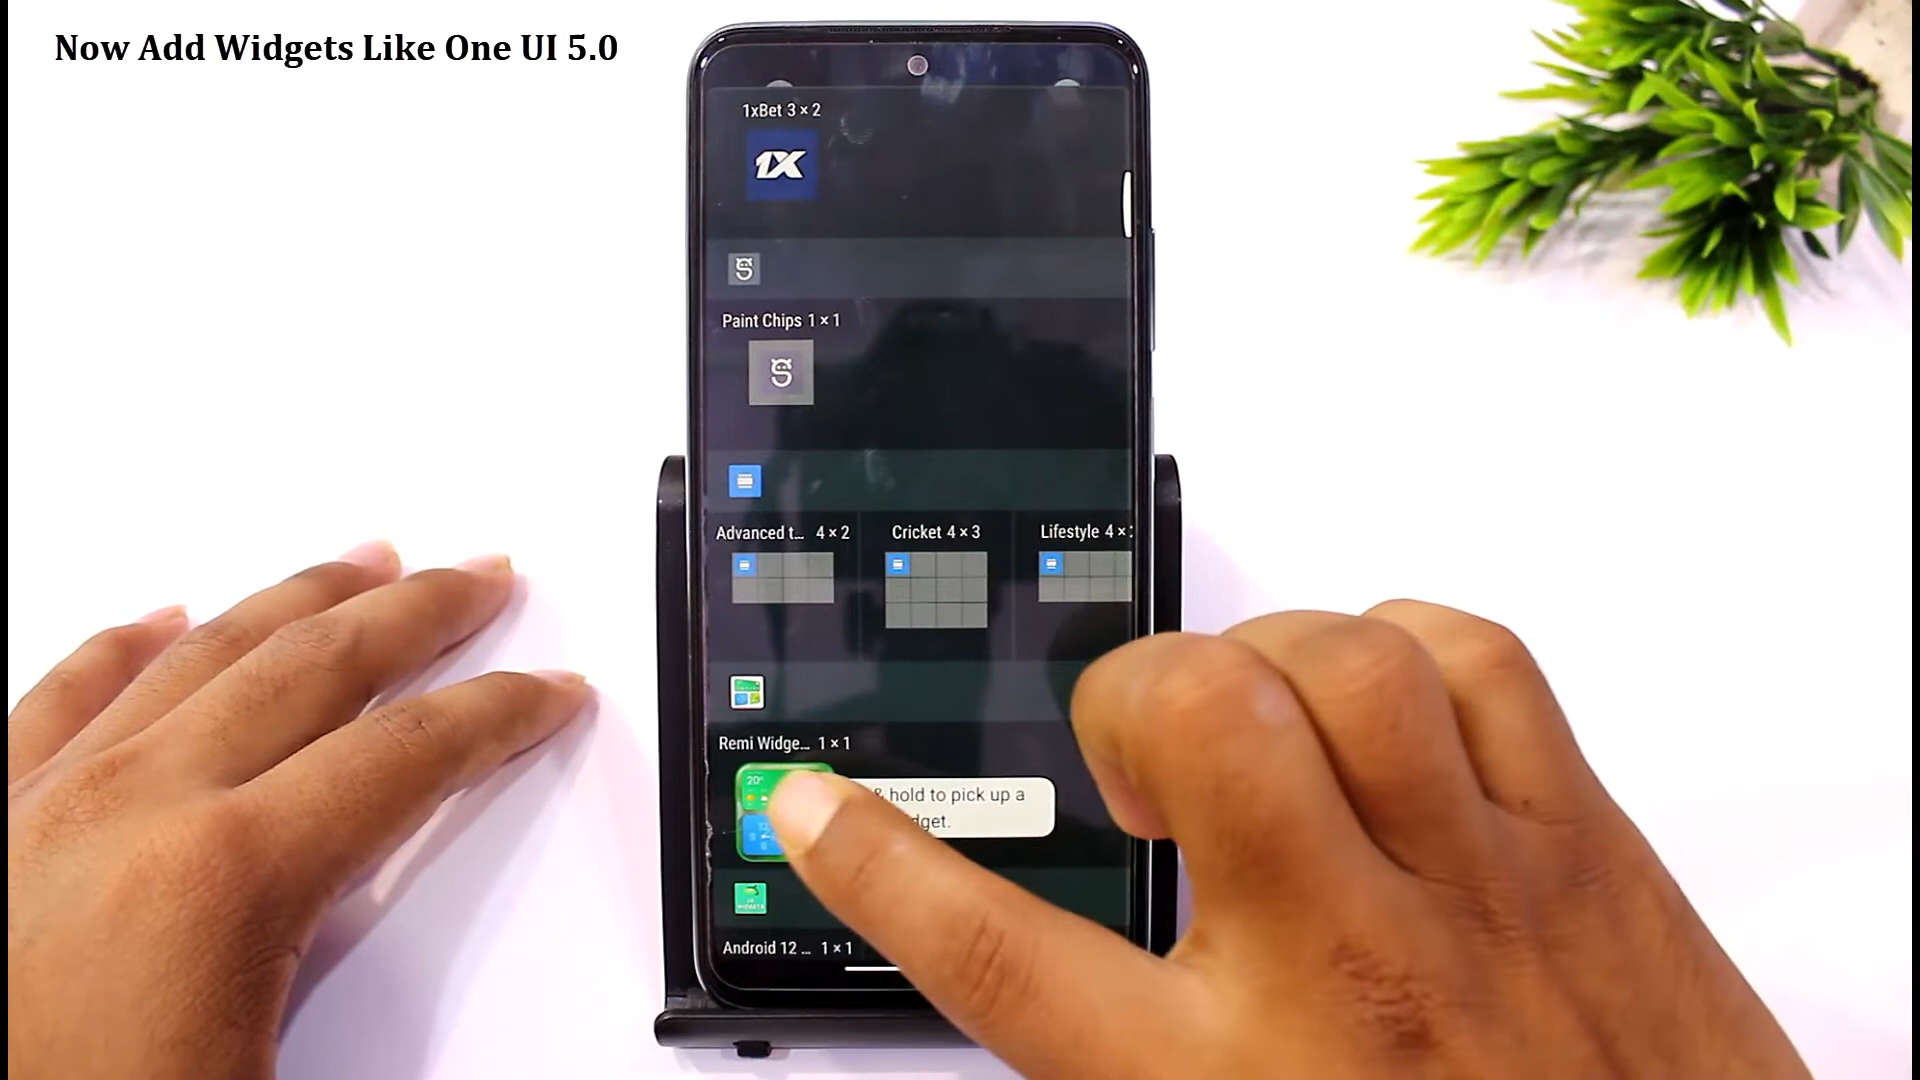 Now Add Widgets Like One UI 5.0
1xBet 3 × 2
1X
Paint Chips 1 × 1
Advanced t... 4 × 2
Cricket 4 × 3
Lifestyle 4 ×
Remi Widge... 1 × 1
20°
& hold to pick up a
dget.
Android 12 ... 1 × 1